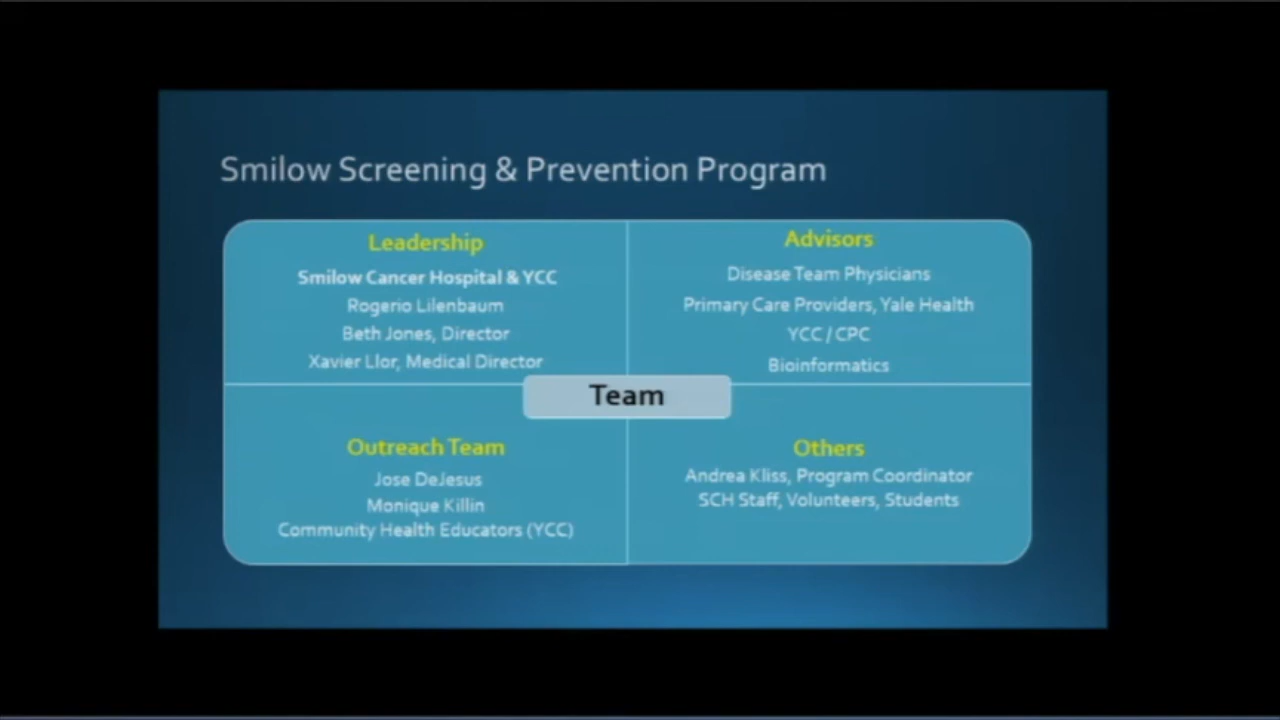 Smilow Screening & Prevention Program
Leadership
Smilow Cancer Hospital & YCC
Rogerio Lilenbaum
Beth Jones, Director
Xavier Llor, Medical Director
Advisors
Disease Team Physicians
Primary Care Providers, Yale Health
YCC / CPC
Bioinformatics
Team
Outreach Team
Jose DeJesus
Monique Killin
Community Health Educators (YCC)
Others
Andrea Kliss, Program Coordinator
SCH Staff, Volunteers, Students